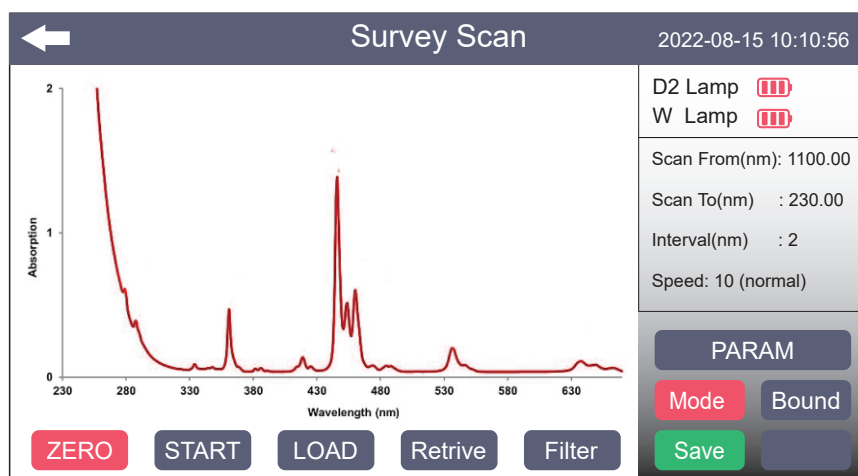 Survey Scan
2022-08-15 10:10:56
D2 Lamp
W Lamp
Scan From(nm): 1100.00
Scan To(nm) : 230.00
Interval(nm) : 2
Speed: 10 (normal)
PARAM
Mode Bound
Save
2
1
0
Absorption
230 280 330 380 430 480 530 580 630
Wavelength (nm)
ZERO START LOAD Retrive Filter